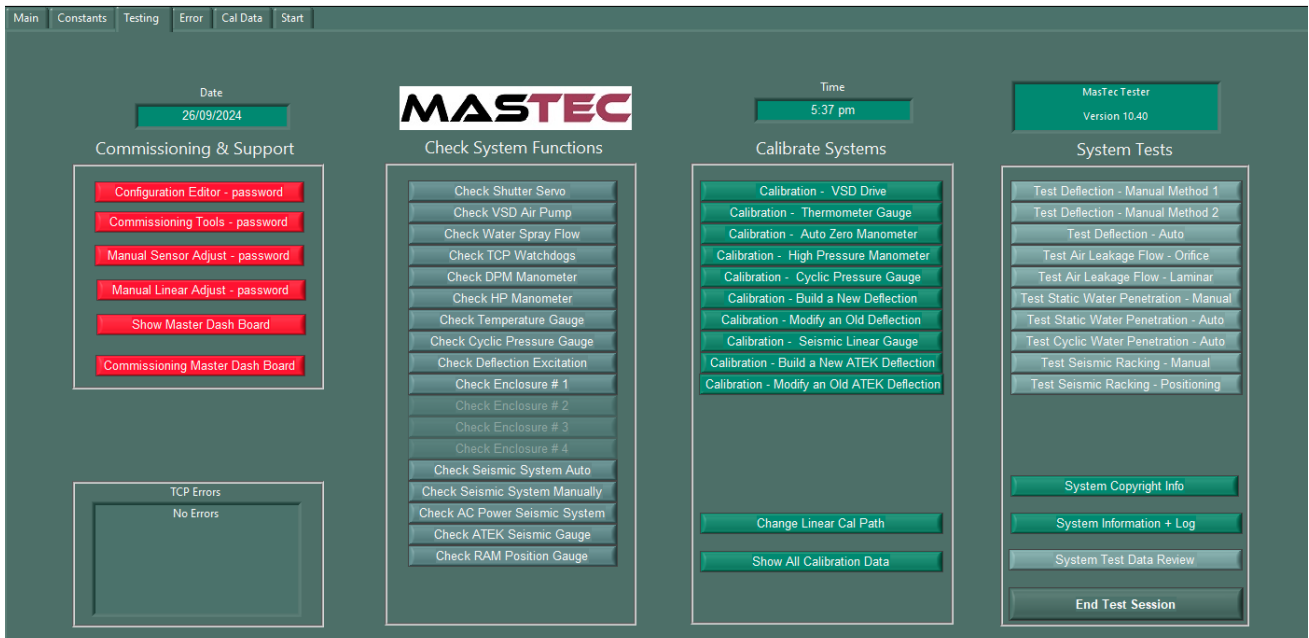 Main
Constants
Testing
Error
Cal Data
Start
Date
26/09/2024
MASTEC
Time
5:37 pm
MasTec Tester
Version 10.40
Commissioning & Support
Configuration Editor - password
Commissioning Tools - password
Manual Sensor Adjust - password
Manual Linear Adjust - password
Show Master Dash Board
Commissioning Master Dash Board
TCP Errors
No Errors
Check System Functions
Check Shutter Servo
Check VSD Air Pump
Check Water Spray Flow
Check TCP Watchdogs
Check DPM Manometer
Check HP Manometer
Check Temperature Gauge
Check Cyclic Pressure Gauge
Check Deflection Excitation
Check Enclosure # 1
Check Enclosure # 2
Check Enclosure # 3
Check Enclosure # 4
Check Seismic System Auto
Check Seismic System Manually
Check AC Power Seismic System
Check ATEK Seismic Gauge
Check RAM Position Gauge
Calibrate Systems
Calibration - VSD Drive
Calibration - Thermometer Gauge
Calibration - Auto Zero Manometer
Calibration - High Pressure Manometer
Calibration - Cyclic Pressure Gauge
Calibration - Build a New Deflection
Calibration - Modify an Old Deflection
Calibration - Seismic Linear Gauge
Calibration - Build a New ATEK Deflection
Calibration - Modify an Old ATEK Deflection
Change Linear Cal Path
Show All Calibration Data
System Tests
Test Deflection - Manual Method 1
Test Deflection - Manual Method 2
Test Deflection - Auto
Test Air Leakage Flow - Orifice
Test Air Leakage Flow - Laminar
Test Static Water Penetration - Manual
Test Static Water Penetration - Auto
Test Cyclic Water Penetration - Auto
Test Seismic Racking - Manual
Test Seismic Racking - Positioning
System Copyright Info
System Information + Log
System Test Data Review
End Test Session